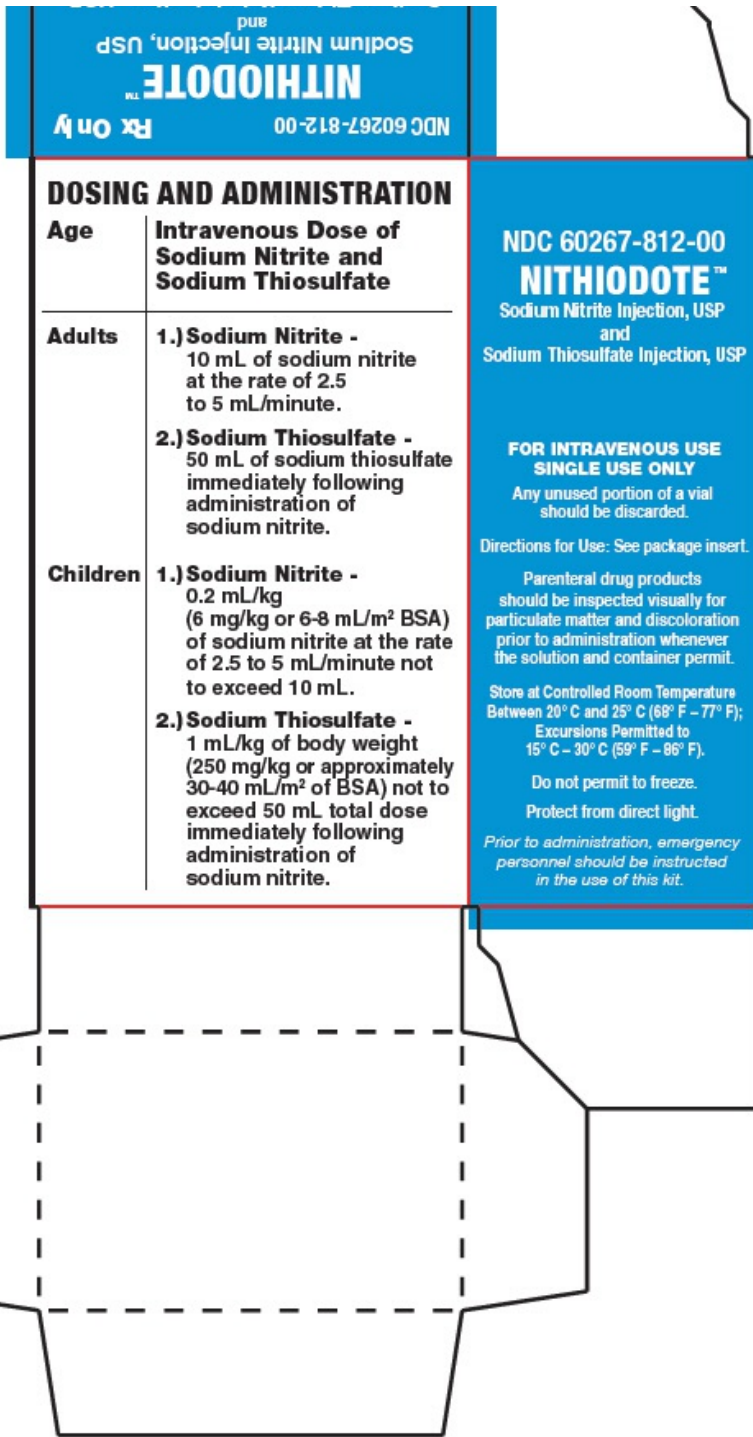 NDC 60267-812-00 Rx Only
NITHIODOTE™
Sodium Nitrite Injection, USP
and
DOSING AND ADMINISTRATION
Age Intravenous Dose of
Sodium Nitrite and
Sodium Thiosulfate
Adults 1.) Sodium Nitrite -
10 mL of sodium nitrite
at the rate of 2.5
to 5 mL/minute.
2.) Sodium Thiosulfate -
50 mL of sodium thiosulfate
immediately following
administration of
sodium nitrite.
Children 1.) Sodium Nitrite -
0.2 mL/kg
(6 mg/kg or 6-8 mL/m² BSA)
of sodium nitrite at the rate
of 2.5 to 5 mL/minute not
to exceed 10 mL.
2.) Sodium Thiosulfate -
1 mL/kg of body weight
(250 mg/kg or approximately
30-40 mL/m² of BSA) not to
exceed 50 mL total dose
immediately following
administration of
sodium nitrite.
NDC 60267-812-00
NITHIODOTE™
Sodium Nitrite Injection, USP
and
Sodium Thiosulfate Injection, USP
FOR INTRAVENOUS USE
SINGLE USE ONLY
Any unused portion of a vial
should be discarded.
Directions for Use: See package insert.
Parenteral drug products
should be inspected visually for
particulate matter and discoloration
prior to administration whenever
the solution and container permit.
Store at Controlled Room Temperature
Between 20° C and 25° C (68° F – 77° F);
Excursions Permitted to
15° C – 30° C (59° F – 86° F).
Do not permit to freeze.
Protect from direct light.
Prior to administration, emergency
personnel should be instructed
in the use of this kit.